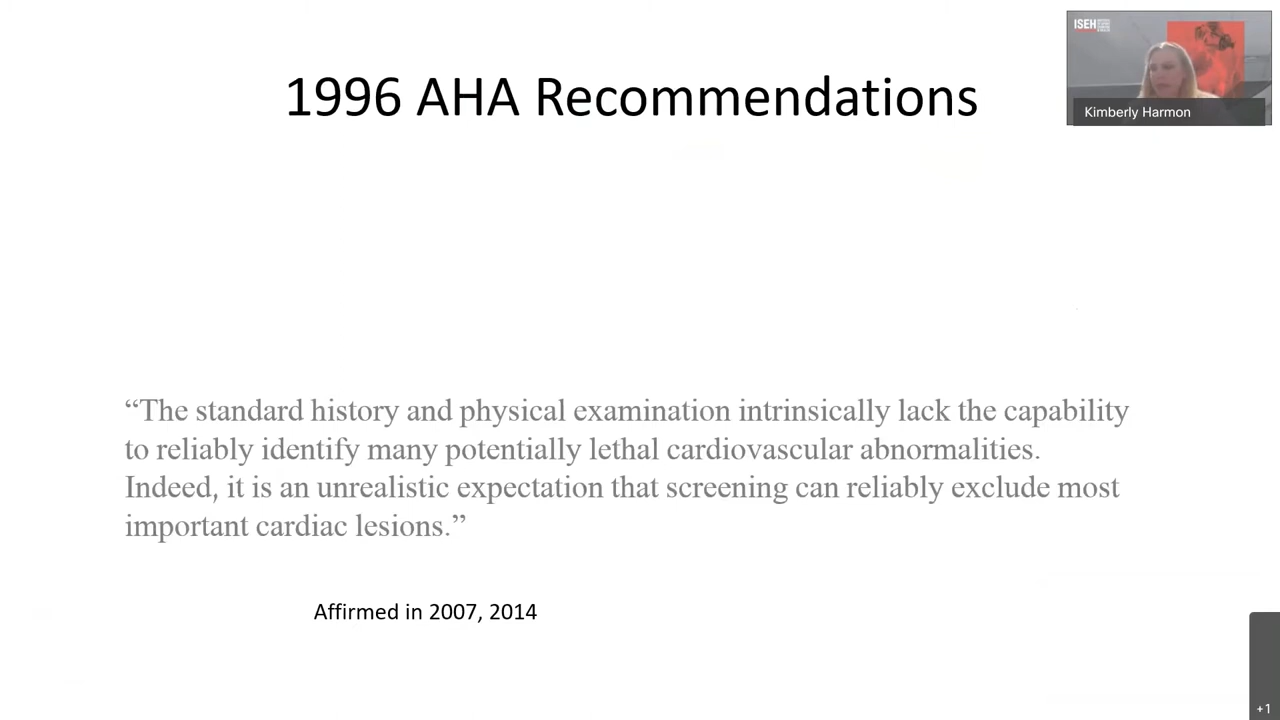 1996 AHA Recommendations
ISEH
Kimberly Harmon
“The standard history and physical examination intrinsically lack the capability
to reliably identify many potentially lethal cardiovascular abnormalities.
Indeed, it is an unrealistic expectation that screening can reliably exclude most
important cardiac lesions.”
Affirmed in 2007, 2014
+1